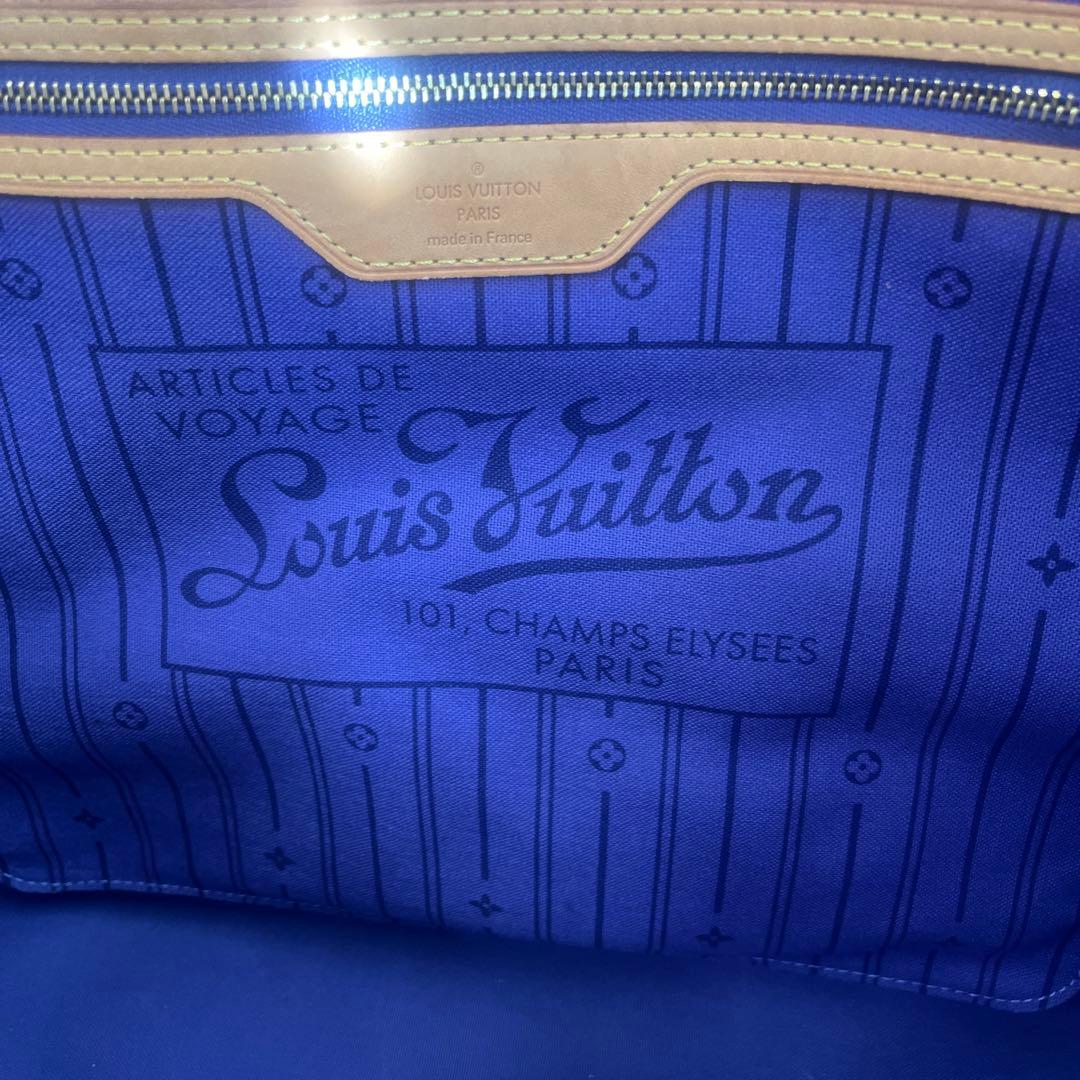 ®
LOUIS VUITTON
PARIS
made in France
ARTICLES DE
VOYAGE
Louis Vuitton
101, CHAMPS ELYSEES
PARIS